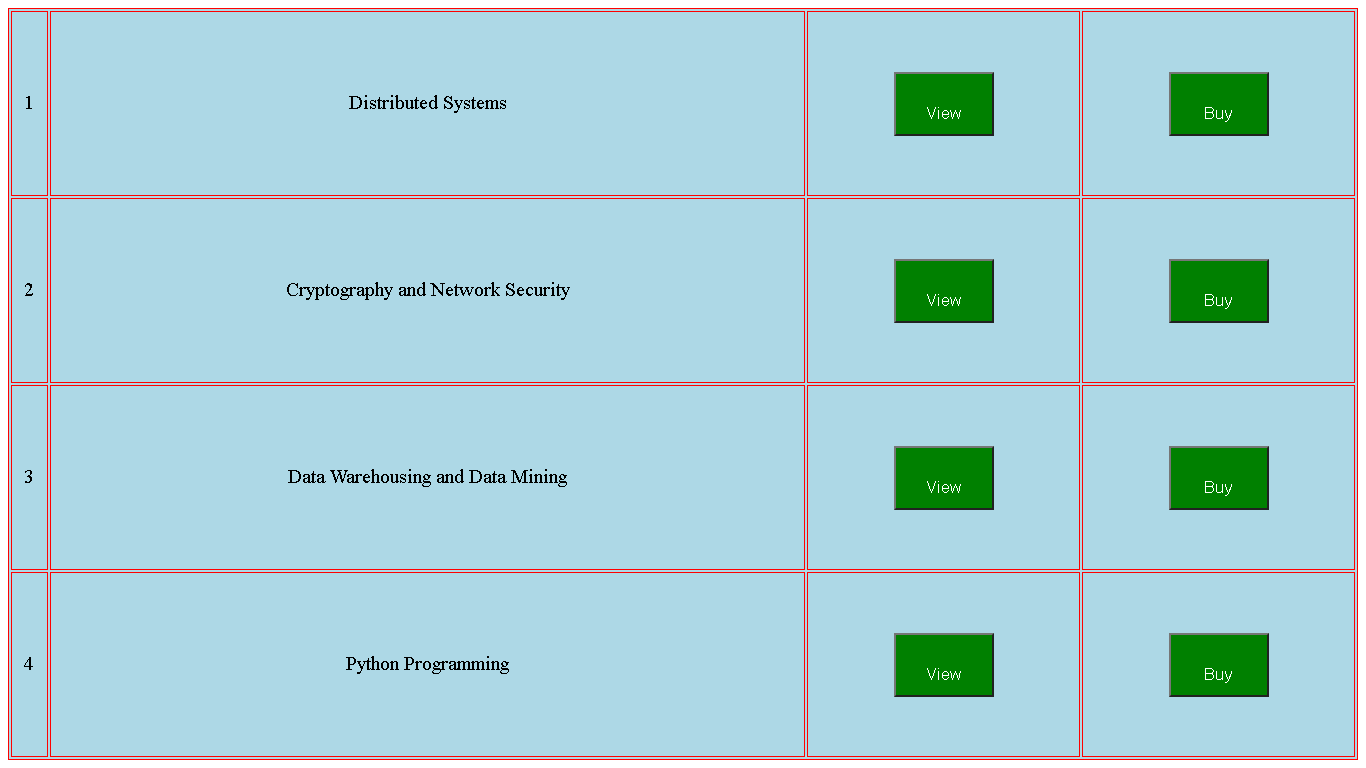 1 Distributed Systems View Buy
2 Cryptography and Network Security View Buy
3 Data Warehousing and Data Mining View Buy
4 Python Programming View Buy